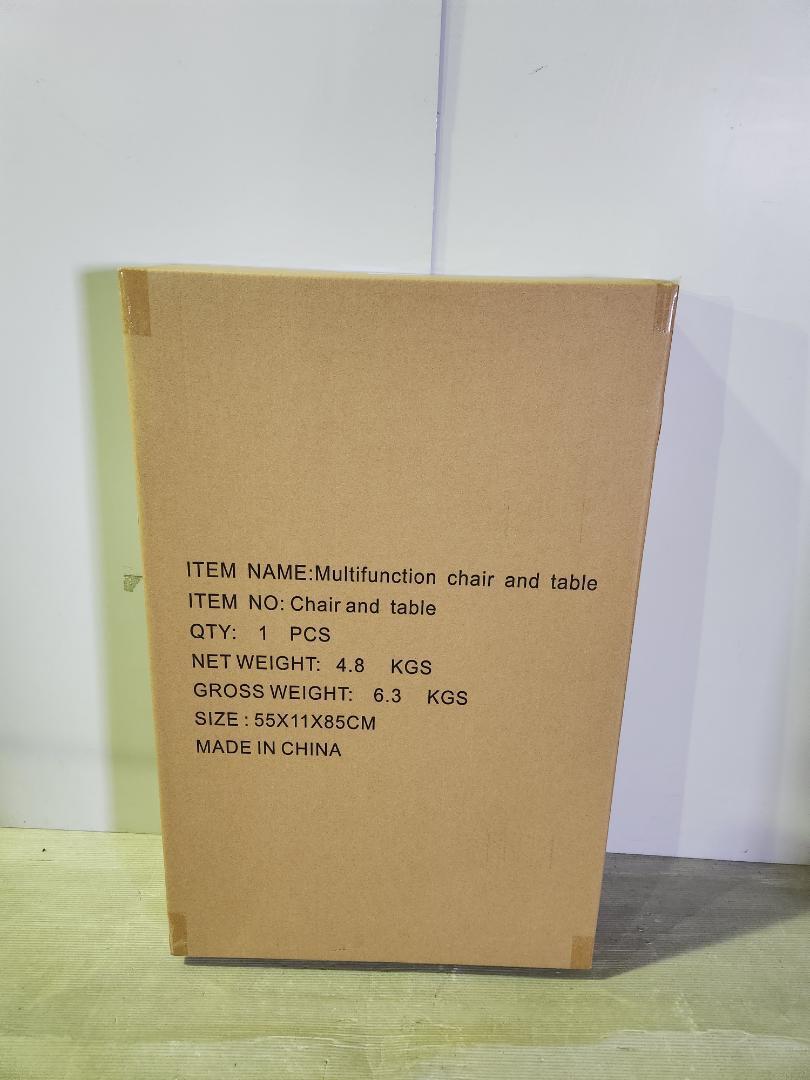 ITEM NAME:Multifunction chair and table
ITEM NO: Chair and table
QTY: 1 PCS
NET WEIGHT: 4.8 KGS
GROSS WEIGHT: 6.3 KGS
SIZE : 55X11X85CM
MADE IN CHINA